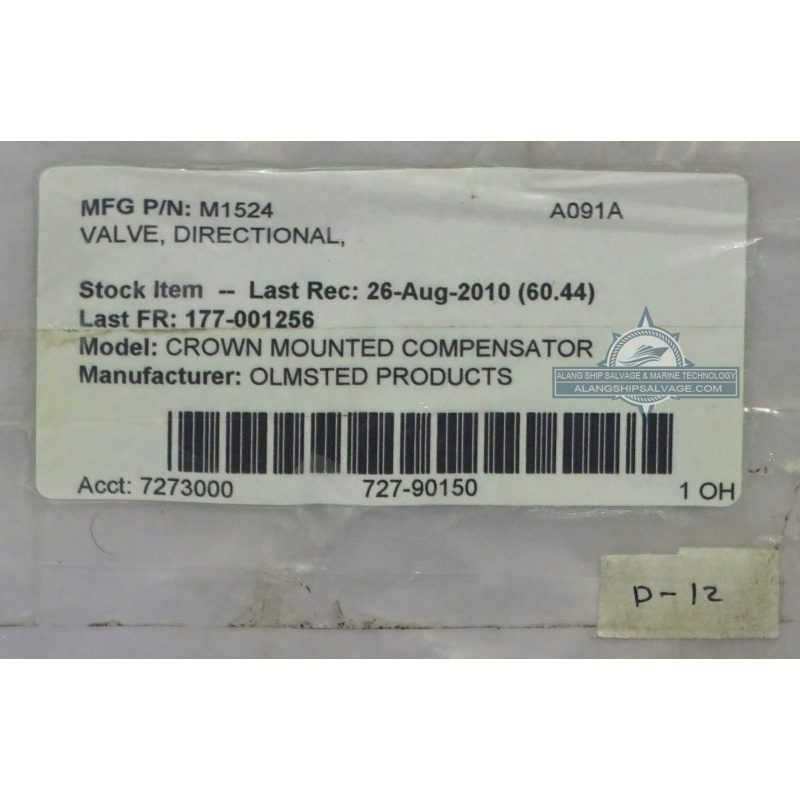 MFG P/N: M1524 A091A
VALVE, DIRECTIONAL,
Stock Item -- Last Rec: 26-Aug-2010 (60.44)
Last FR: 177-001256
Model: CROWN MOUNTED COMPENSATOR
Manufacturer: OLMSTED PRODUCTS
ALANG SHIP SALVAGE & MARINE TECHNOLOGY
ALANGSHIPSALVAGE.COM
Acct: 7273000 727-90150 1 OH
D-12